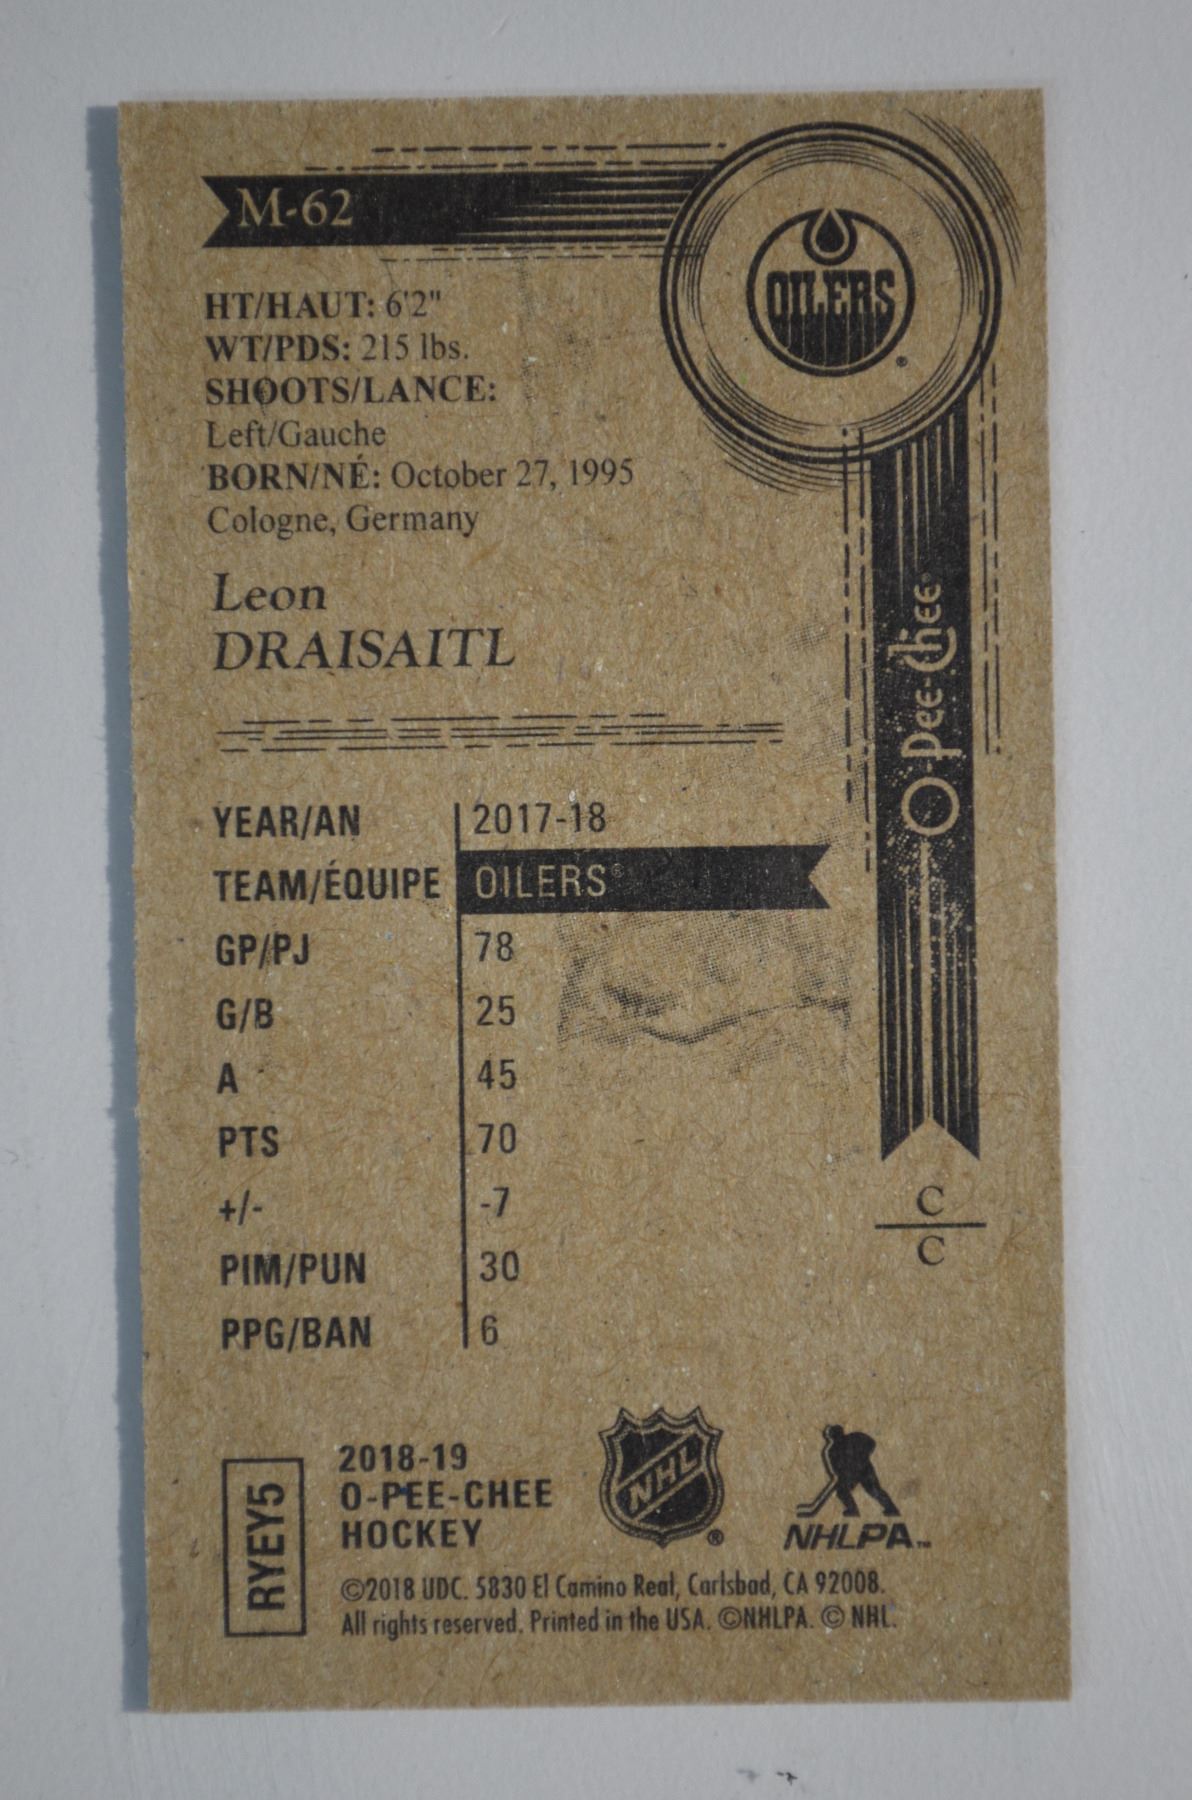 M-62
OILERS
®
HT/HAUT: 6'2"
WT/PDS: 215 lbs.
SHOOTS/LANCE:
Left/Gauche
BORN/NÉ: October 27, 1995
Cologne, Germany
Leon
DRAISAITL
O-Pee-Chee®
YEAR/AN 2017-18
TEAM/ÉQUIPE OILERS®
GP/PJ 78
G/B 25
A 45
PTS 70
+/- -7
PIM/PUN 30
PPG/BAN 6
C
C
RYEY5
2018-19
O-PEE-CHEE
HOCKEY
NHL®
NHLPA™
©2018 UDC. 5830 El Camino Real, Carlsbad, CA 92008.
All rights reserved. Printed in the USA. ©NHLPA. © NHL.